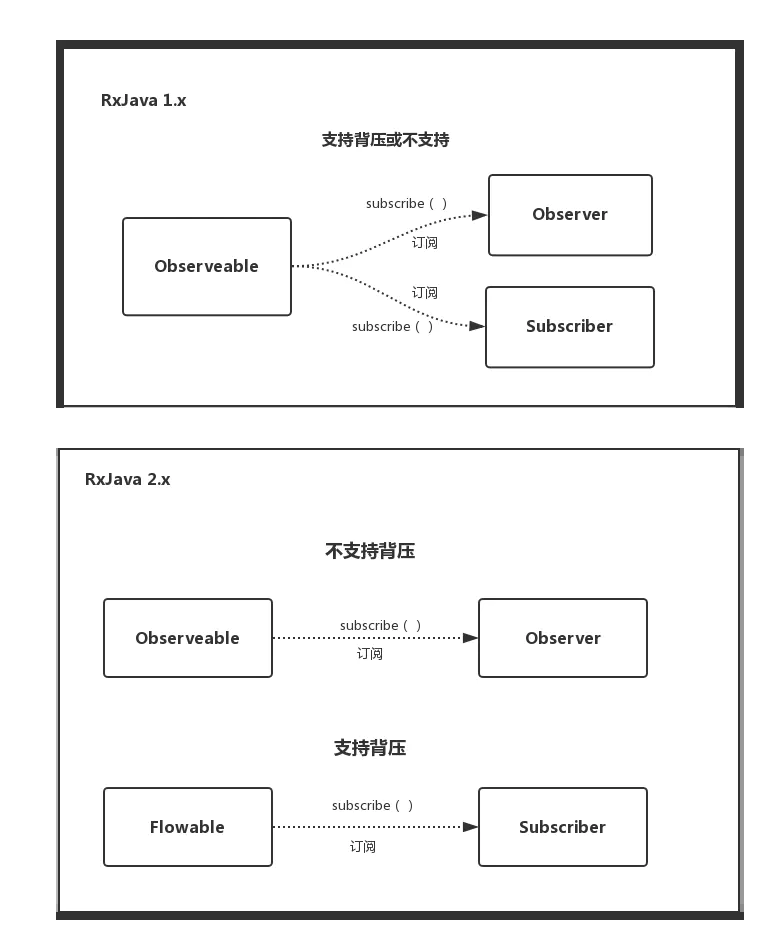 RxJava 1.x
支持背压或不支持
subscribe ( )
Observer
订阅
Observeable
订阅
Subscriber
subscribe ( )
RxJava 2.x
不支持背压
subscribe ( )
Observeable
Observer
订阅
支持背压
subscribe ( )
Flowable
Subscriber
订阅